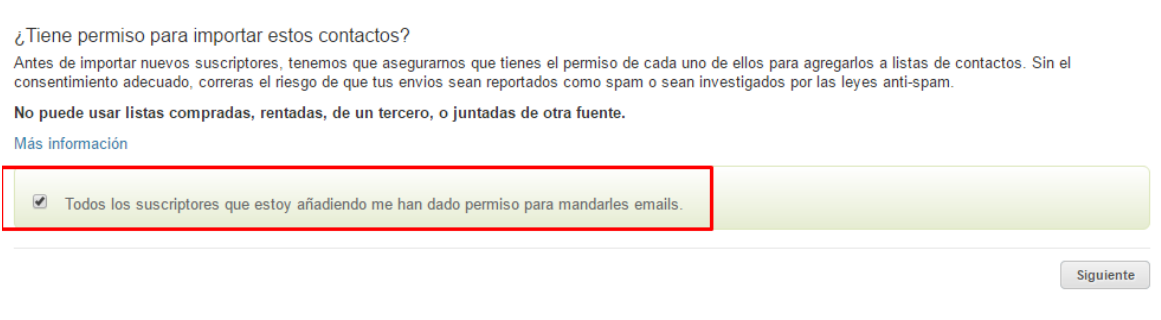 ¿Tiene permiso para importar estos contactos?
Antes de importar nuevos suscriptores, tenemos que asegurarnos que tienes el permiso de cada uno de ellos para agregarlos a listas de contactos. Sin el
consentimiento adecuado, correras el riesgo de que tus envios sean reportados como spam o sean investigados por las leyes anti-spam.
No puede usar listas compradas, rentadas, de un tercero, o juntadas de otra fuente.
Más información
Todos los suscriptores que estoy añadiendo me han dado permiso para mandarles emails.
Siguiente